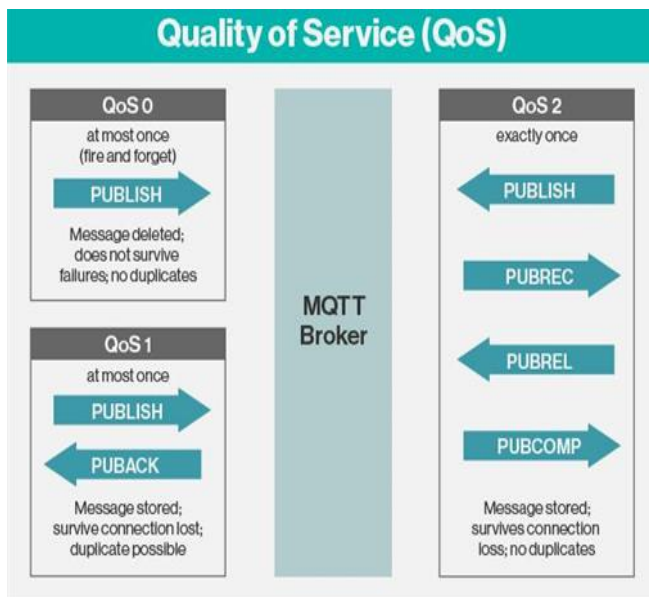 Quality of Service (QoS)
QoS 0
at most once
(fire and forget)
PUBLISH
Message deleted;
does not survive
failures; no duplicates
QoS 1
at most once
PUBLISH
PUBACK
Message stored;
survive connection lost;
duplicate possible
MQTT
Broker
QoS 2
exactly once
PUBLISH
PUBREC
PUBREL
PUBCOMP
Message stored;
survives connection
loss; no duplicates